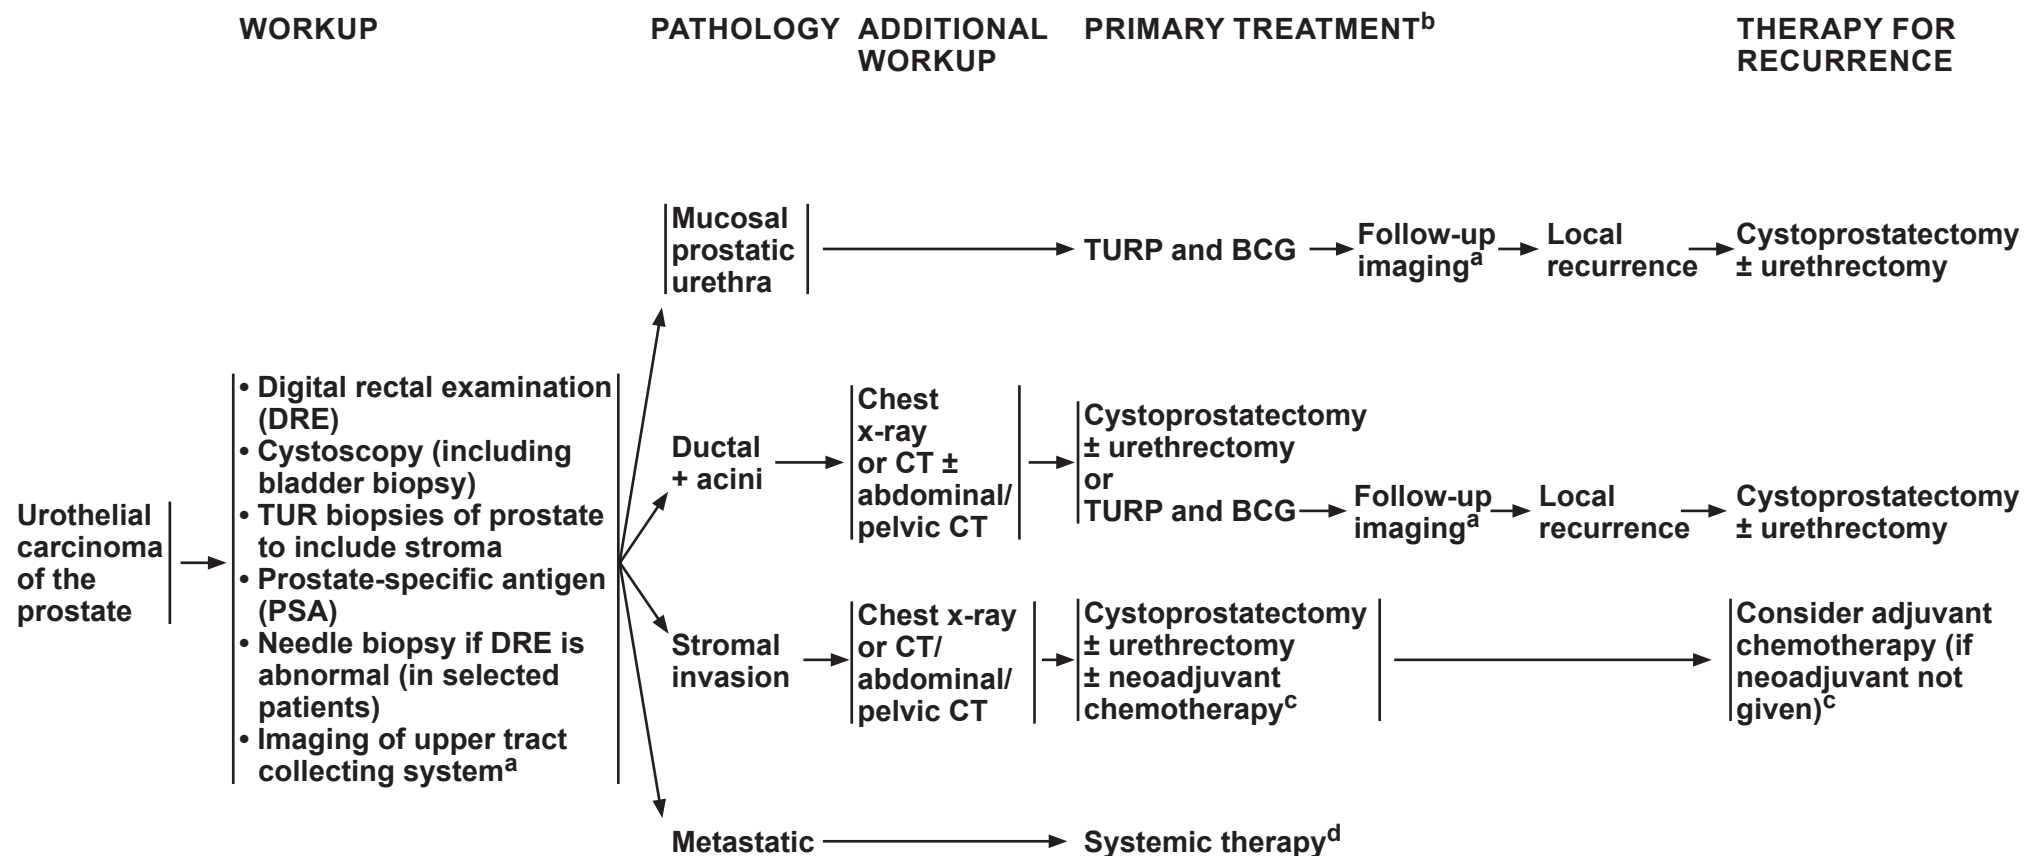 WORKUP
PATHOLOGY
ADDITIONAL
WORKUP
PRIMARY TREATMENTb
THERAPY FOR
RECURRENCE
Urothelial
carcinoma
of the
prostate
• Digital rectal examination
(DRE)
• Cystoscopy (including
bladder biopsy)
• TUR biopsies of prostate
to include stroma
• Prostate-specific antigen
(PSA)
• Needle biopsy if DRE is
abnormal (in selected
patients)
• Imaging of upper tract
collecting systema
Mucosal
prostatic
urethra
TURP and BCG
Follow-up
imaginga
Local
recurrence
Cystoprostatectomy
± urethrectomy
Ductal
+ acini
Chest
x-ray
or CT ±
abdominal/
pelvic CT
Cystoprostatectomy
± urethrectomy
or
TURP and BCG
Follow-up
imaginga
Local
recurrence
Cystoprostatectomy
± urethrectomy
Stromal
invasion
Chest x-ray
or CT/
abdominal/
pelvic CT
Cystoprostatectomy
± urethrectomy
± neoadjuvant
chemotherapyc
Consider adjuvant
chemotherapy (if
neoadjuvant not
given)c
Metastatic
Systemic therapyd